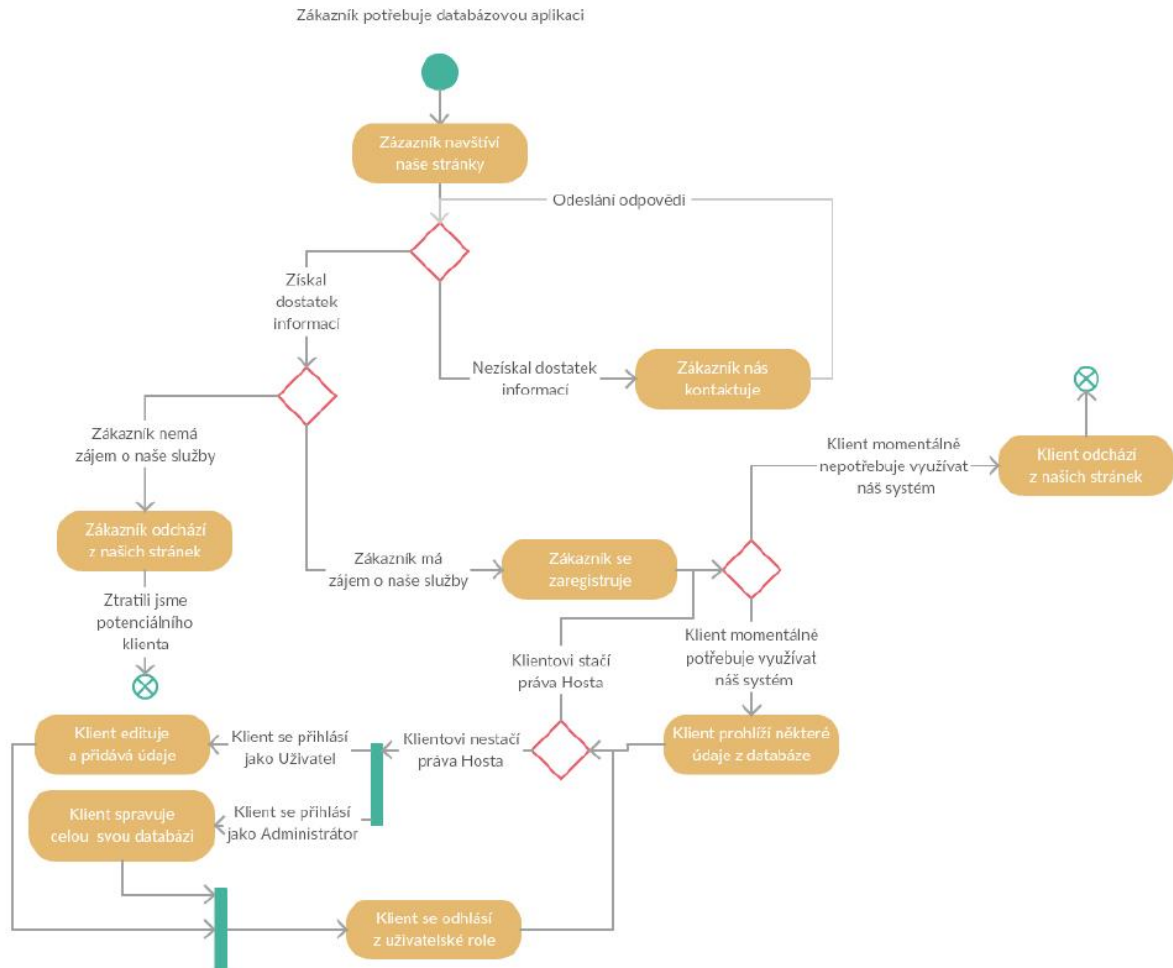 Zákazník potřebuje databázovou aplikaci
Zázazník navštíví
naše stránky
Odeslání odpovědi
Získal
dostatek
informací
Nezískal dostatek
informací
Zákazník nás
kontaktuje
Zákazník nemá
zájem o naše služby
Klient momentálně
nepotřebuje využívat
náš systém
Klient odchází
z našich stránek
Zákazník odchází
z našich stránek
Zákazník má
zájem o naše služby
Zákazník se
zaregistruje
Ztratili jsme
potenciálního
klienta
Klient momentálně
potřebuje využívat
náš systém
Klientovi stačí
práva Hosta
Klient edituje
a přidává údaje
Klient se přihlásí
jako Uživatel
Klientovi nestačí
práva Hosta
Klient prohlíží některé
údaje z databáze
Klient spravuje
celou svou databázi
Klient se přihlásí
jako Administrátor
Klient se odhlásí
z uživatelské role